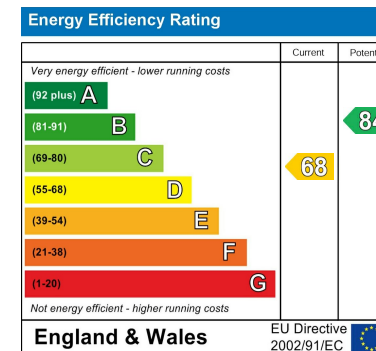 Energy Efficiency Rating
Current
Very energy efficient - lower running costs
(92 plus) A
(81-91) B
84
(69-80) C
68
(55-68) D
(39-54) E
(21-38) F
(1-20) G
Not energy efficient - higher running costs
England & Wales
EU Directive
2002/91/EC